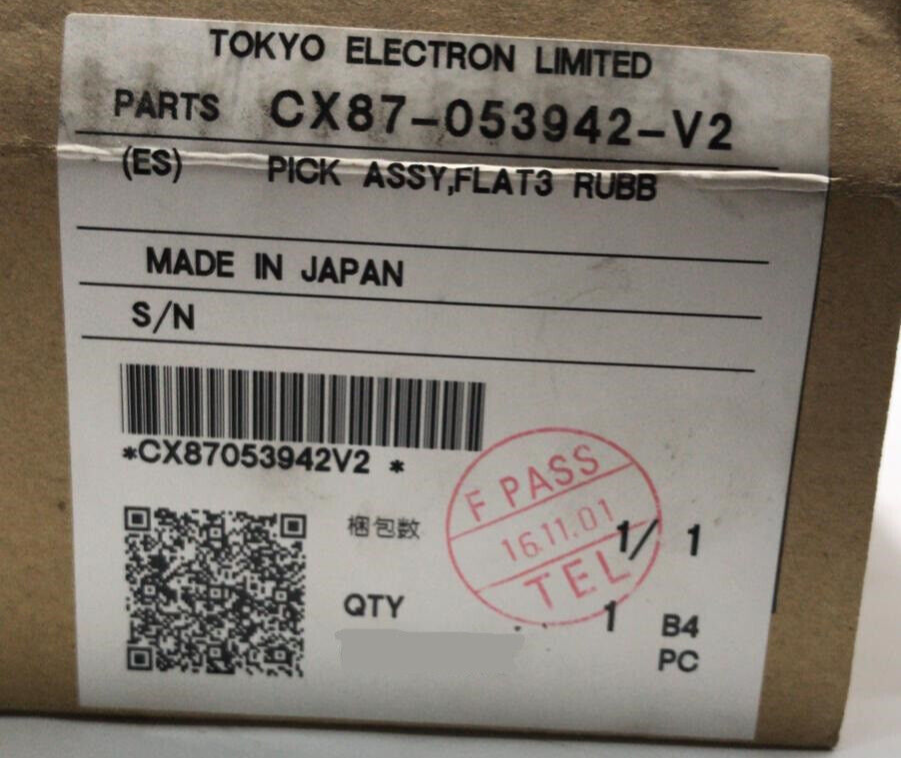 TOKYO ELECTRON LIMITED
PARTS CX87-053942-V2
(ES) PICK ASSY,FLAT3 RUBB
MADE IN JAPAN
S/N
*CX87053942V2 *
F PASS
16.11.01
TEL
梱包数 1/ 1
QTY 1 B4
PC